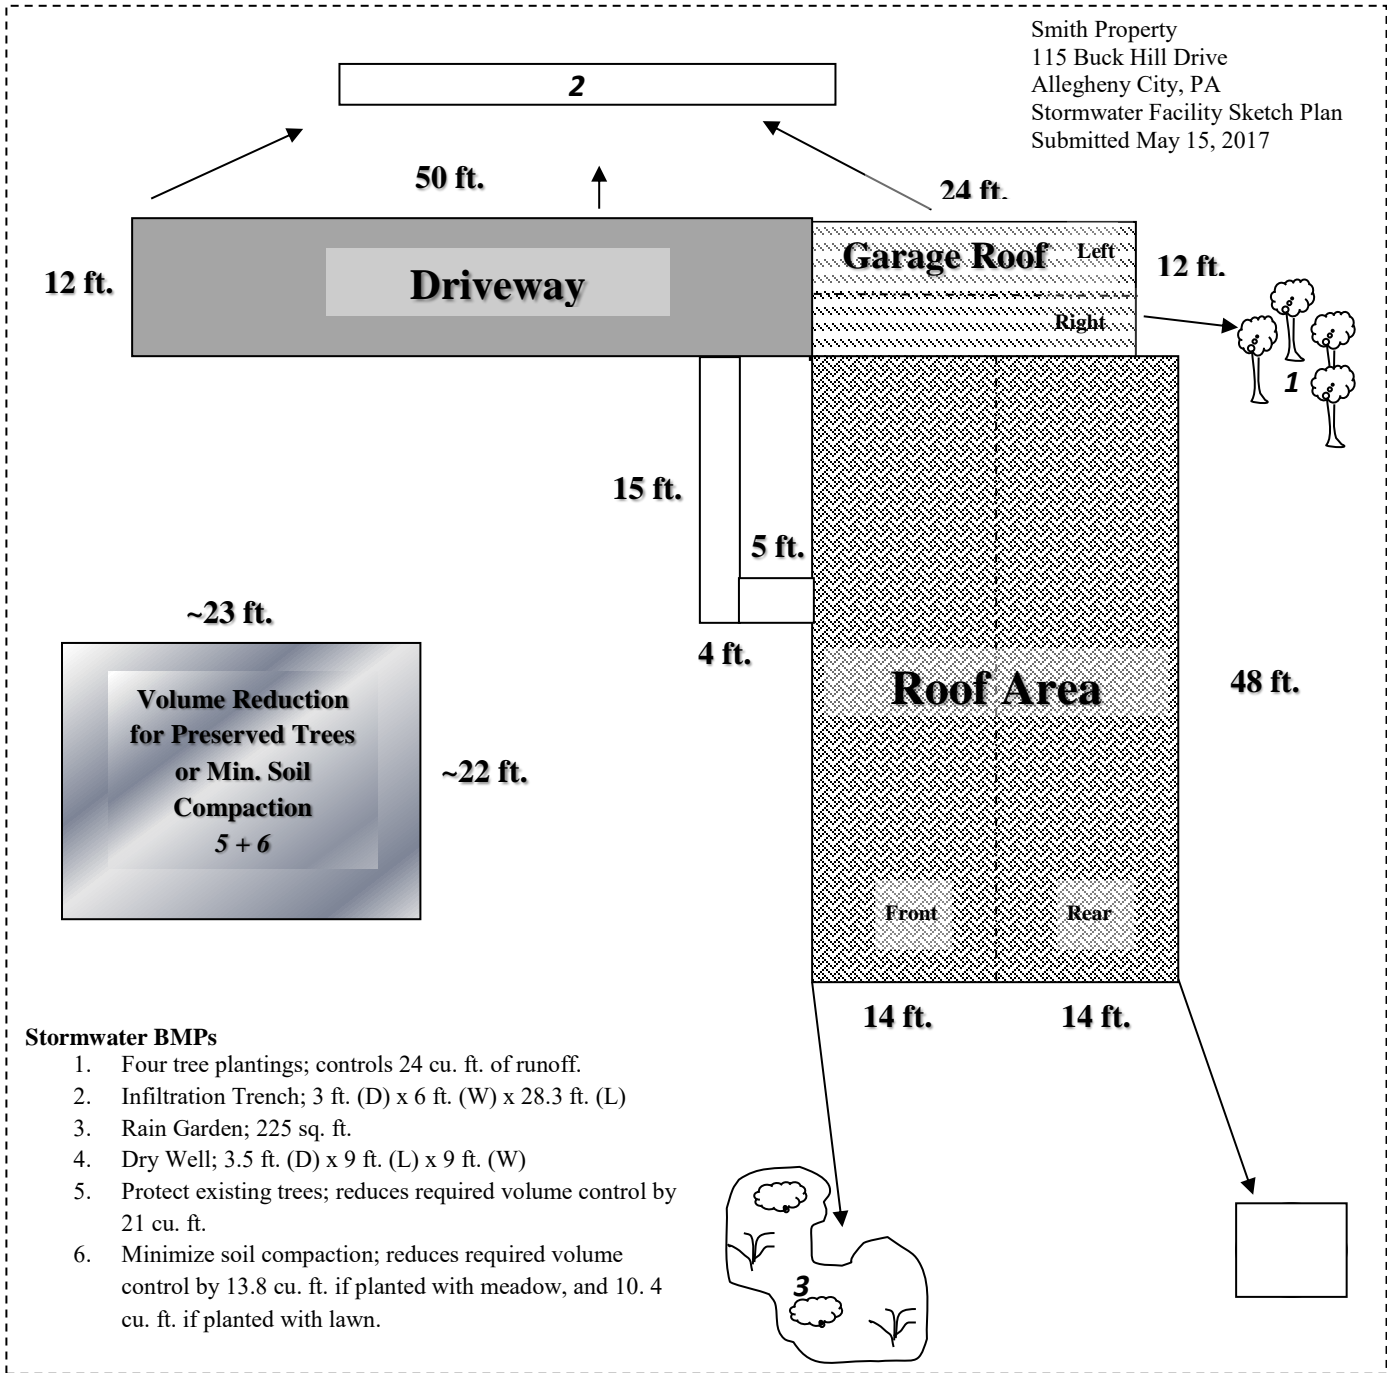 Smith Property
115 Buck Hill Drive
Allegheny City, PA
Stormwater Facility Sketch Plan
Submitted May 15, 2017
2
50 ft.
24 ft.
12 ft.
Driveway
Garage Roof
Left
Right
12 ft.
1
15 ft.
5 ft.
4 ft.
~23 ft.
Volume Reduction
for Preserved Trees
or Min. Soil
Compaction
5 + 6
~22 ft.
Roof Area
48 ft.
Front
Rear
14 ft.
14 ft.
Stormwater BMPs
1. Four tree plantings; controls 24 cu. ft. of runoff.
2. Infiltration Trench; 3 ft. (D) x 6 ft. (W) x 28.3 ft. (L)
3. Rain Garden; 225 sq. ft.
4. Dry Well; 3.5 ft. (D) x 9 ft. (L) x 9 ft. (W)
5. Protect existing trees; reduces required volume control by
21 cu. ft.
6. Minimize soil compaction; reduces required volume
control by 13.8 cu. ft. if planted with meadow, and 10. 4
cu. ft. if planted with lawn.
3